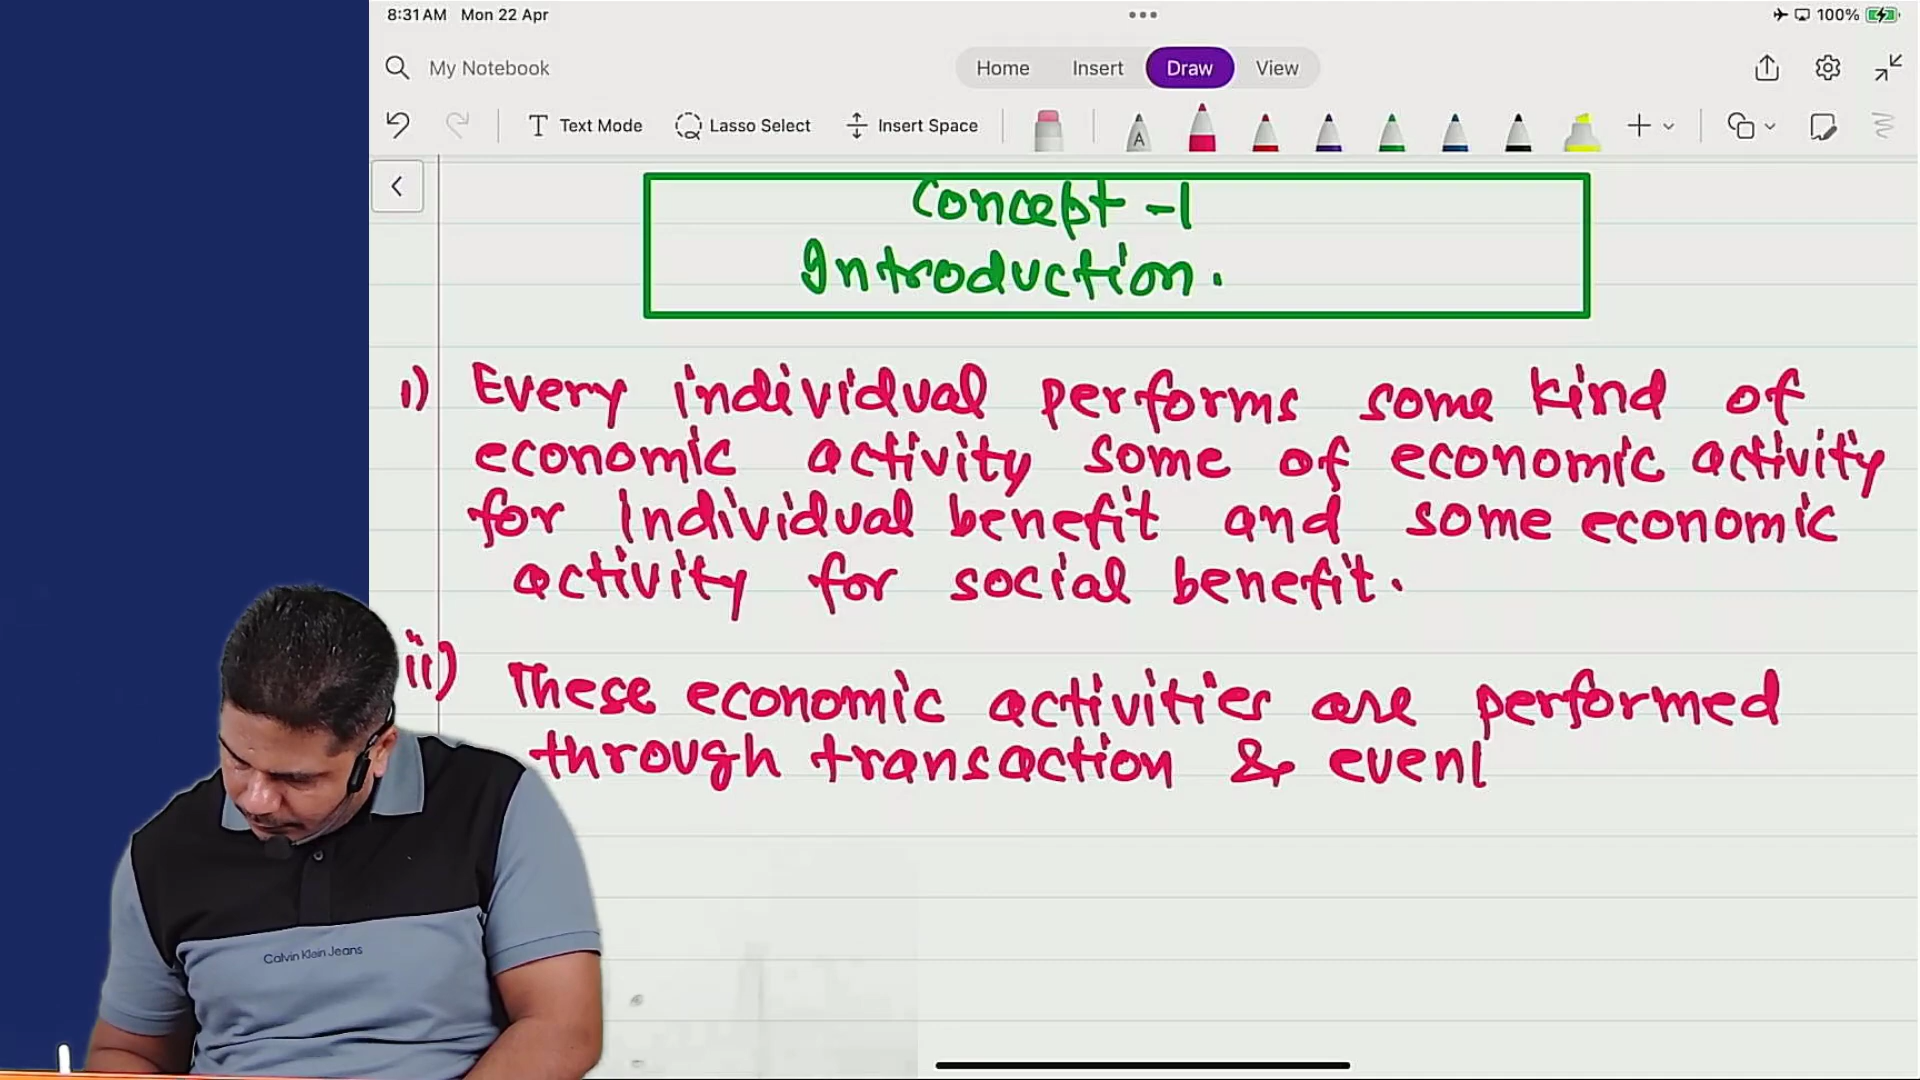 8:31 AM Mon 22 Apr
100%
My Notebook
Home Insert Draw View
Text Mode Lasso Select Insert Space
A
Concept -1
Introduction.
i) Every individual performs some kind of
economic activity some of economic activity
for individual benefit and some economic
activity for social benefit.
ii) These economic activities are performed
through transaction & event
Calvin Klein Jeans